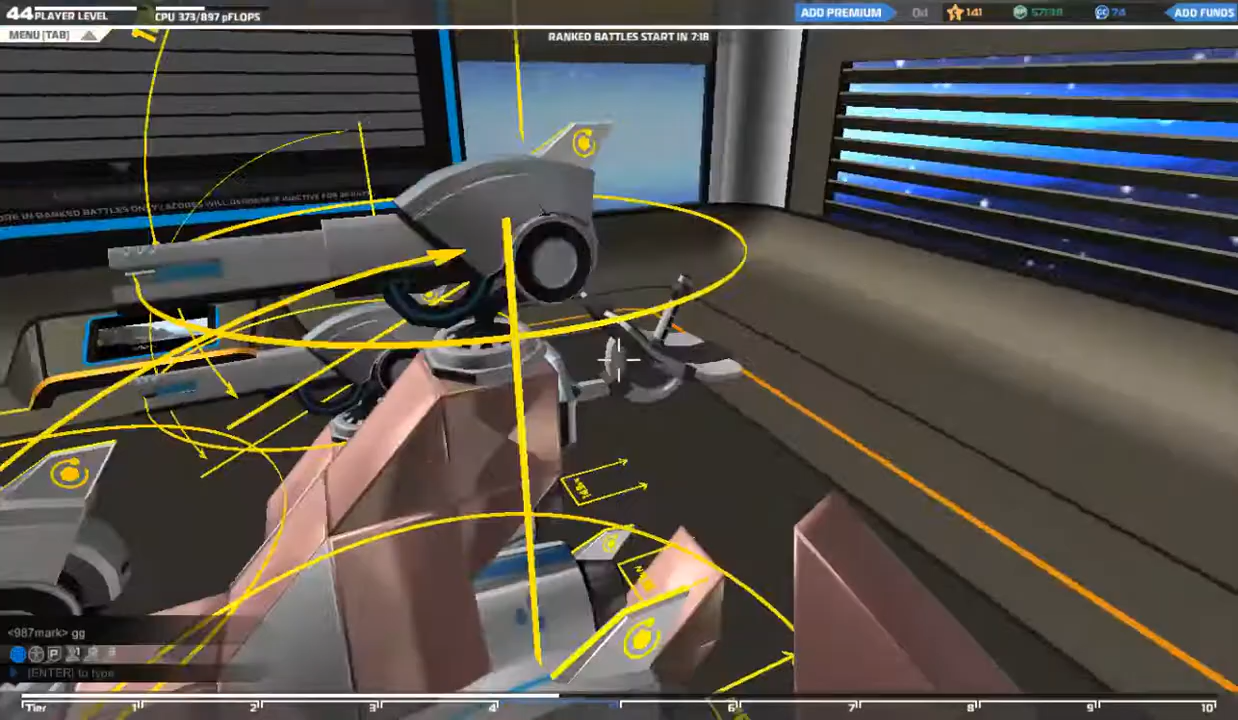 44 PLAYER LEVEL
CPU 373/897 pFLOPS
ADD PREMIUM
0d
141
74
ADD FUNDS
MENU [TAB]
RANKED BATTLES START IN 7:18
<987mark> gg
[ENTER] to type
Tier 1 2 3 4 6 7 8 9 10